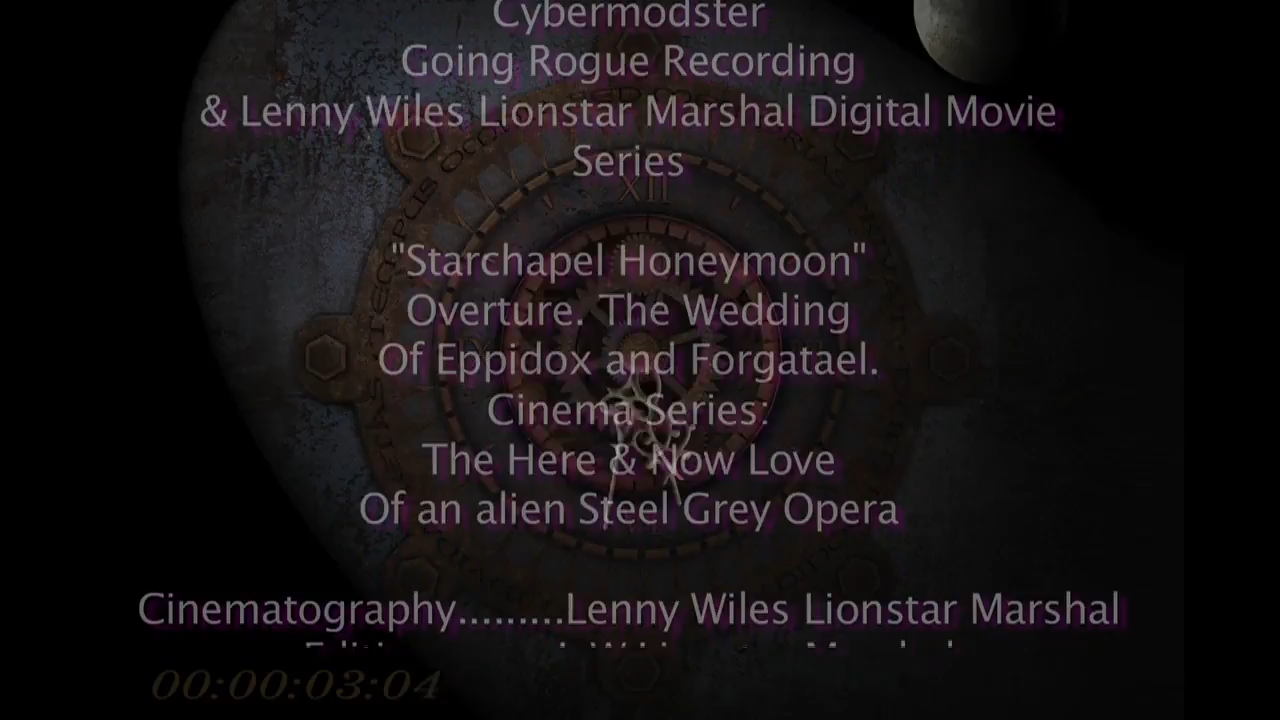 Cybermodster
Going Rogue Recording
& Lenny Wiles Lionstar Marshal Digital Movie
Series
XII
"Starchapel Honeymoon"
Overture. The Wedding
Of Eppidox and Forgatael.
Cinema Series:
The Here & Now Love
Of an alien Steel Grey Opera
Cinematography.........Lenny Wiles Lionstar Marshal
00:00:03:04